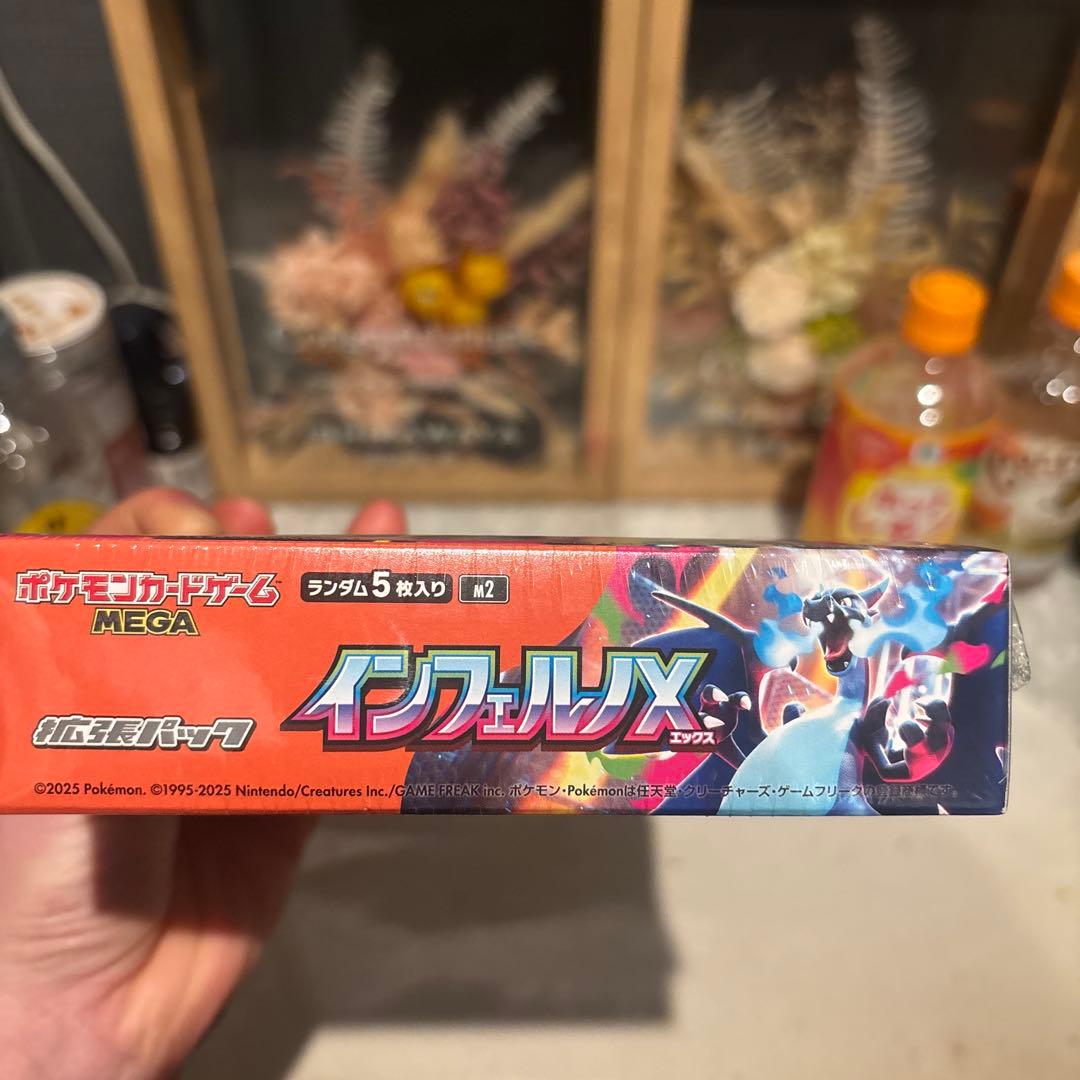 ポケモンカードゲーム
MEGA
ランダム5枚入り M2
拡張パック
インフェルノX
エックス
©2025 Pokémon. ©1995-2025 Nintendo/Creatures Inc./GAME FREAK inc. ポケモン・Pokémonは任天堂・クリーチャーズ・ゲームフリークの登録商標です。